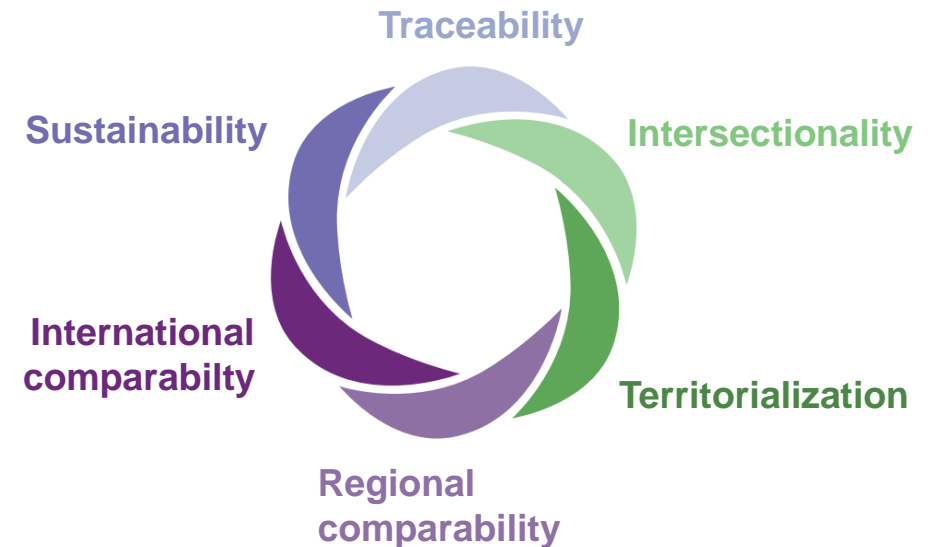 Traceability
Sustainability
Intersectionality
International
comparabilty
Territorialization
Regional
comparability